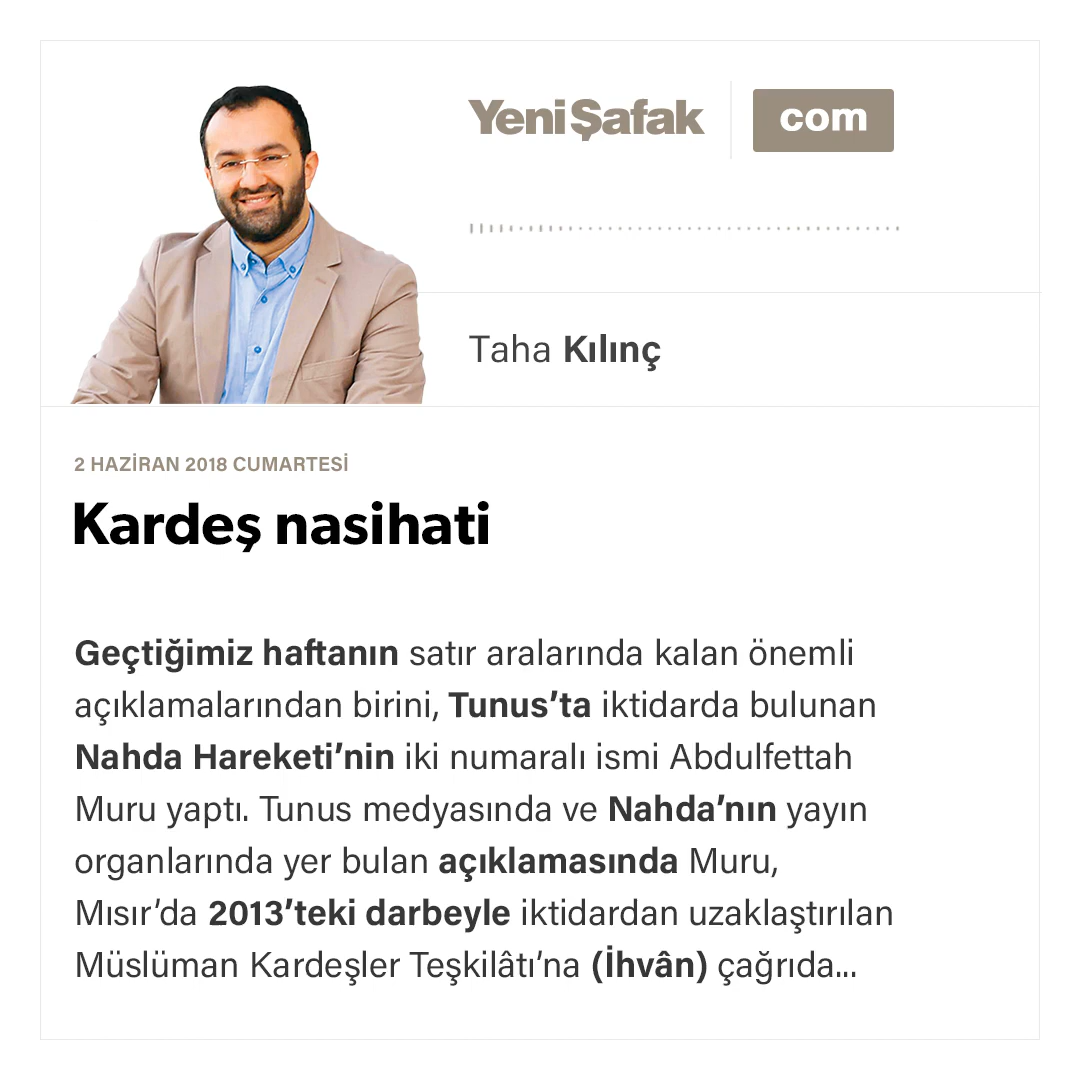 YeniŞafak com
Taha Kılınç
2 HAZİRAN 2018 CUMARTESİ
Kardeş nasihati
Geçtiğimiz haftanın satır aralarında kalan önemli
açıklamalarından birini, Tunus’ta iktidarda bulunan
Nahda Hareketi’nin iki numaralı ismi Abdulfettah
Muru yaptı. Tunus medyasında ve Nahda’nın yayın
organlarında yer bulan açıklamasında Muru,
Mısır’da 2013’teki darbeyle iktidardan uzaklaştırılan
Müslüman Kardeşler Teşkilâtı’na (İhvân) çağrıda...